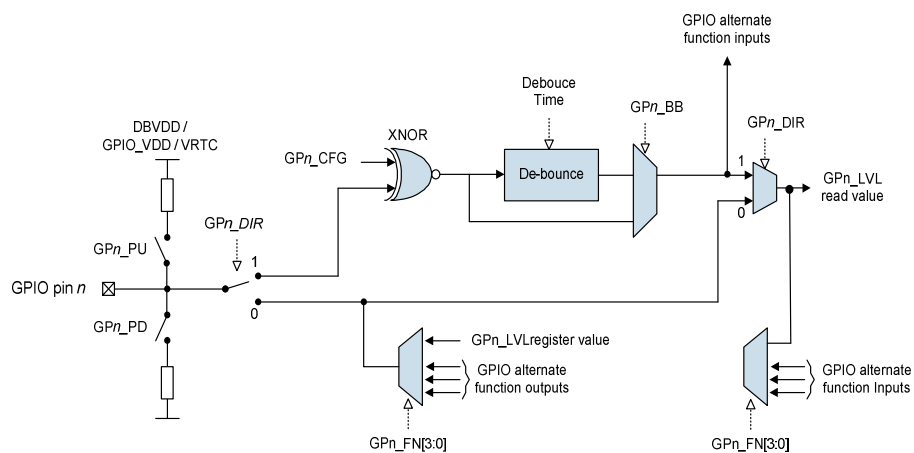 GPIO alternate
function inputs
Debouce
Time
GPn_BB
DBVDD /
GPIO_VDD / VRTC
XNOR
GPn_DIR
GPn_CFG
De-bounce
1
GPn_LVL
read value
0
GPn_PU
GPn_DIR
1
GPIO pin n
0
GPn_PD
GPn_LVLregister value
GPIO alternate
function outputs
GPIO alternate
function Inputs
GPn_FN[3:0]
GPn_FN[3:0]